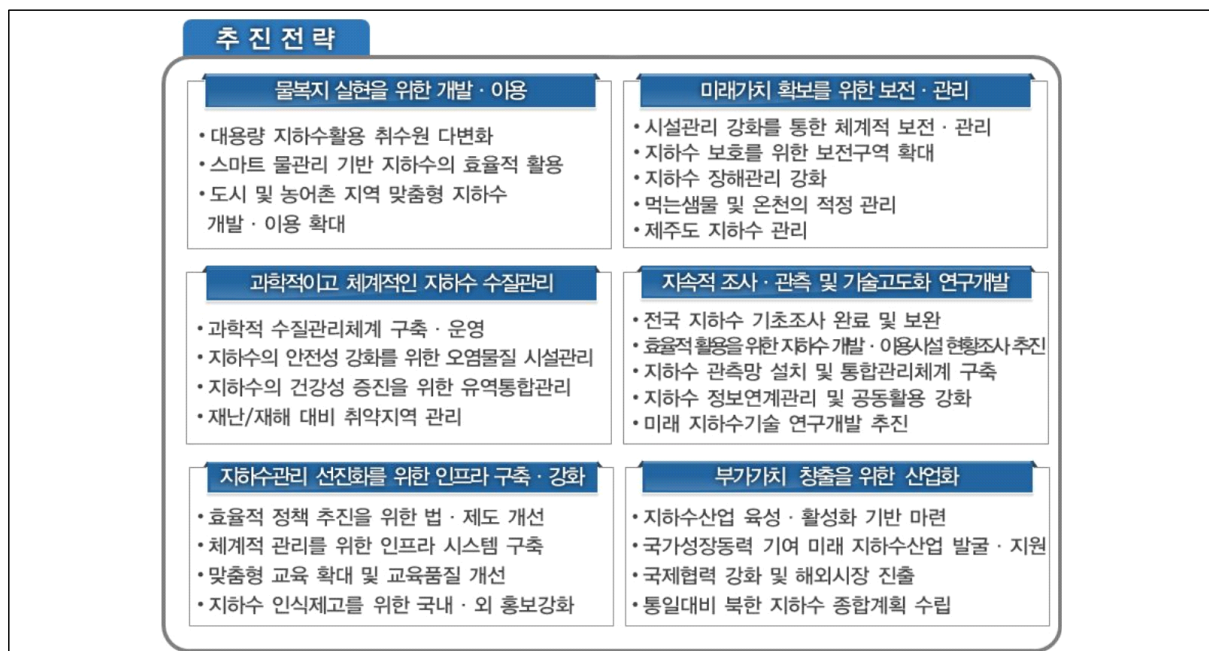 추진전략
물복지 실현을 위한 개발·이용
• 대용량 지하수활용 취수원 다변화
• 스마트 물관리 기반 지하수의 효율적 활용
• 도시 및 농어촌 지역 맞춤형 지하수
개발·이용 확대
미래가치 확보를 위한 보전·관리
• 시설관리 강화를 통한 체계적 보전·관리
• 지하수 보호를 위한 보전구역 확대
• 지하수 장해관리 강화
• 먹는샘물 및 온천의 적정 관리
• 제주도 지하수 관리
과학적이고 체계적인 지하수 수질관리
• 과학적 수질관리체계 구축·운영
• 지하수의 안전성 강화를 위한 오염물질 시설관리
• 지하수의 건강성 증진을 위한 유역통합관리
• 재난/재해 대비 취약지역 관리
지속적 조사·관측 및 기술고도화 연구개발
• 전국 지하수 기초조사 완료 및 보완
• 효율적 활용을 위한 지하수 개발·이용시설 현황조사 추진
• 지하수 관측망 설치 및 통합관리체계 구축
• 지하수 정보연계관리 및 공동활용 강화
• 미래 지하수기술 연구개발 추진
지하수관리 선진화를 위한 인프라 구축·강화
• 효율적 정책 추진을 위한 법·제도 개선
• 체계적 관리를 위한 인프라 시스템 구축
• 맞춤형 교육 확대 및 교육품질 개선
• 지하수 인식제고를 위한 국내·외 홍보강화
부가가치 창출을 위한 산업화
• 지하수산업 육성·활성화 기반 마련
• 국가성장동력 기여 미래 지하수산업 발굴·지원
• 국제협력 강화 및 해외시장 진출
• 통일대비 북한 지하수 종합계획 수립